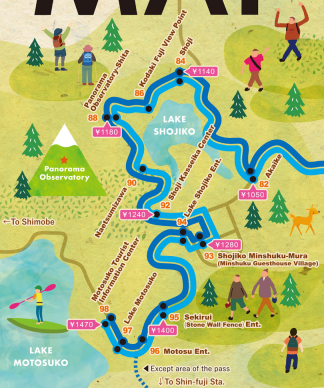 Kodaki Fuji View Point
Shoji
84
¥1140
86
Panorama
Observatory-Shita
88
¥1180
LAKE
SHOJIKO
Panorama
Observatory
90
Naetsumizawa
Shoji Kasseika Center
Lake Shojiko Ent.
Akaike
82
¥1050
92
¥1240
94
¥1280
93
Shojiko Minshuku-Mura
(Minshuku Guesthouse Village)
←To Shimobe
Motosuko Tourist
Information Center
Lake Motosuko
98
¥1470
97
95
¥1400
Sekirui
(Stone Wall Fence) Ent.
96
Motosu Ent.
LAKE
MOTOSUKO
Except area of the pass
↓To Shin-fuji Sta.